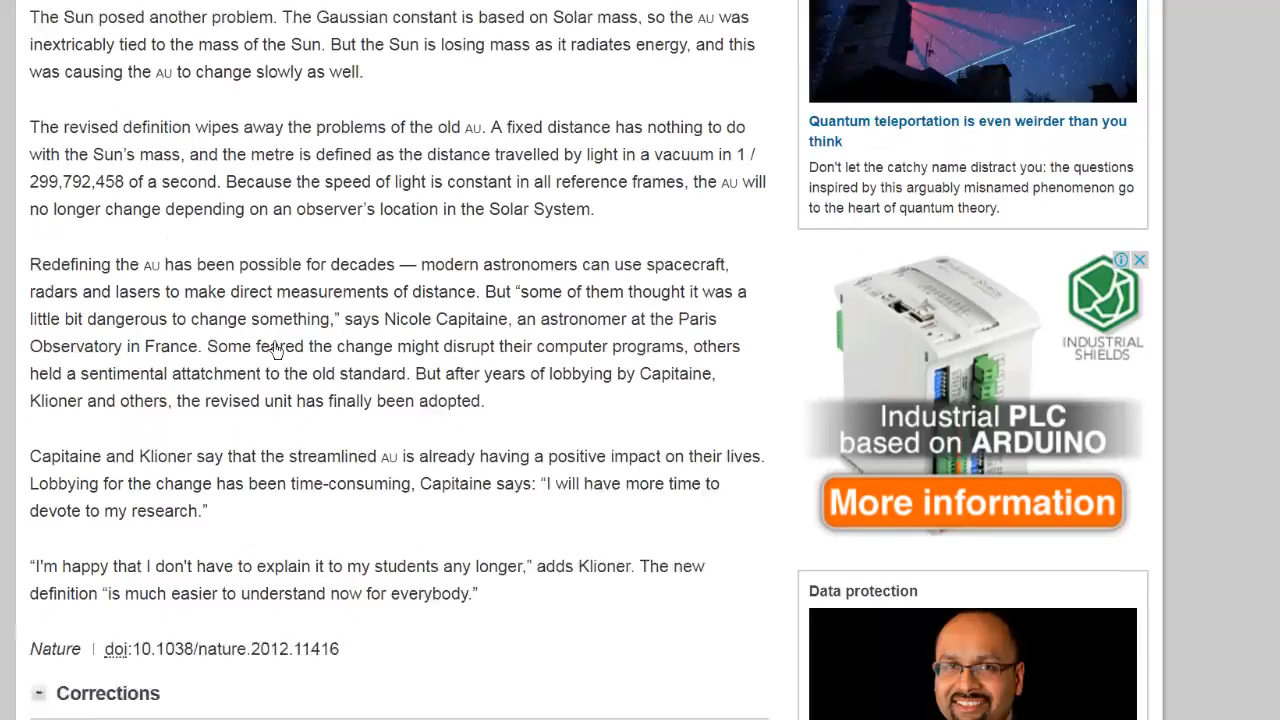 The Sun posed another problem. The Gaussian constant is based on Solar mass, so the AU was
inextricably tied to the mass of the Sun. But the Sun is losing mass as it radiates energy, and this
was causing the AU to change slowly as well.
The revised definition wipes away the problems of the old AU. A fixed distance has nothing to do
with the Sun's mass, and the metre is defined as the distance travelled by light in a vacuum in 1 /
299,792,458 of a second. Because the speed of light is constant in all reference frames, the AU will
no longer change depending on an observer's location in the Solar System.
Redefining the AU has been possible for decades — modern astronomers can use spacecraft,
radars and lasers to make direct measurements of distance. But “some of them thought it was a
little bit dangerous to change something,” says Nicole Capitaine, an astronomer at the Paris
Observatory in France. Some feared the change might disrupt their computer programs, others
held a sentimental attatchment to the old standard. But after years of lobbying by Capitaine,
Klioner and others, the revised unit has finally been adopted.
Capitaine and Klioner say that the streamlined AU is already having a positive impact on their lives.
Lobbying for the change has been time-consuming, Capitaine says: “I will have more time to
devote to my research.”
“I'm happy that I don't have to explain it to my students any longer,” adds Klioner. The new
definition “is much easier to understand now for everybody.”
Nature | doi:10.1038/nature.2012.11416
- Corrections
Quantum teleportation is even weirder than you
think
Don't let the catchy name distract you: the questions
inspired by this arguably misnamed phenomenon go
to the heart of quantum theory.
INDUSTRIAL
SHIELDS
Industrial PLC
based on ARDUINO
More information
Data protection